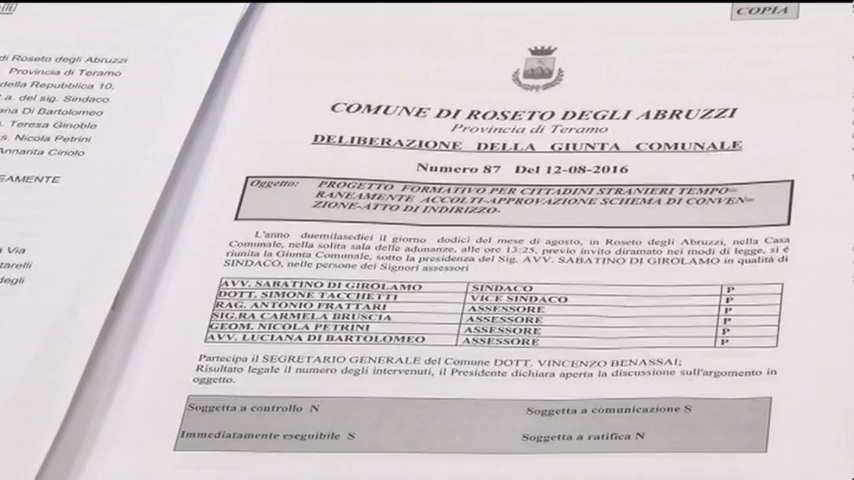 di Roseto degli Abruzzi
Provincia di Teramo
della Repubblica 10,
t.a. del sig. Sindaco
ana Di Bartolomeo
Teresa Ginoble
Nicola Petrini
Annarita Ciriolo
EAMENTE
Via
tarelli
degli
COPIA
COMUNE DI ROSETO DEGLI ABRUZZI
Provincia di Teramo
DELIBERAZIONE DELLA GIUNTA COMUNALE
Numero 87 Del 12-08-2016
Oggetto: PROGETTO FORMATIVO PER CITTADINI STRANIERI TEMPO=
RANEAMENTE ACCOLTI-APPROVAZIONE SCHEMA DI CONVEN=
ZIONE-ATTO DI INDIRIZZO-
L'anno duemilasedici il giorno dodici del mese di agosto, in Roseto degli Abruzzi, nella Casa
Comunale, nella solita sala delle adunanze, alle ore 13:25, previo invito diramato nei modi di legge, si è
riunita la Giunta Comunale, sotto la presidenza del Sig. AVV. SABATINO DI GIROLAMO in qualità di
SINDACO, nelle persone dei Signori assessori
AVV. SABATINO DI GIROLAMO SINDACO P
DOTT. SIMONE TACCHETTI VICE SINDACO P
RAG. ANTONIO FRATTARI ASSESSORE P
SIG.RA CARMELA BRUSCIA ASSESSORE P
GEOM. NICOLA PETRINI ASSESSORE P
AVV. LUCIANA DI BARTOLOMEO ASSESSORE P
Partecipa il SEGRETARIO GENERALE del Comune DOTT. VINCENZO BENASSAI;
Risultato legale il numero degli intervenuti, il Presidente dichiara aperta la discussione sull'argomento in
oggetto.
Soggetta a controllo N Soggetta a comunicazione S
Immediatamente eseguibile S Soggetta a ratifica N